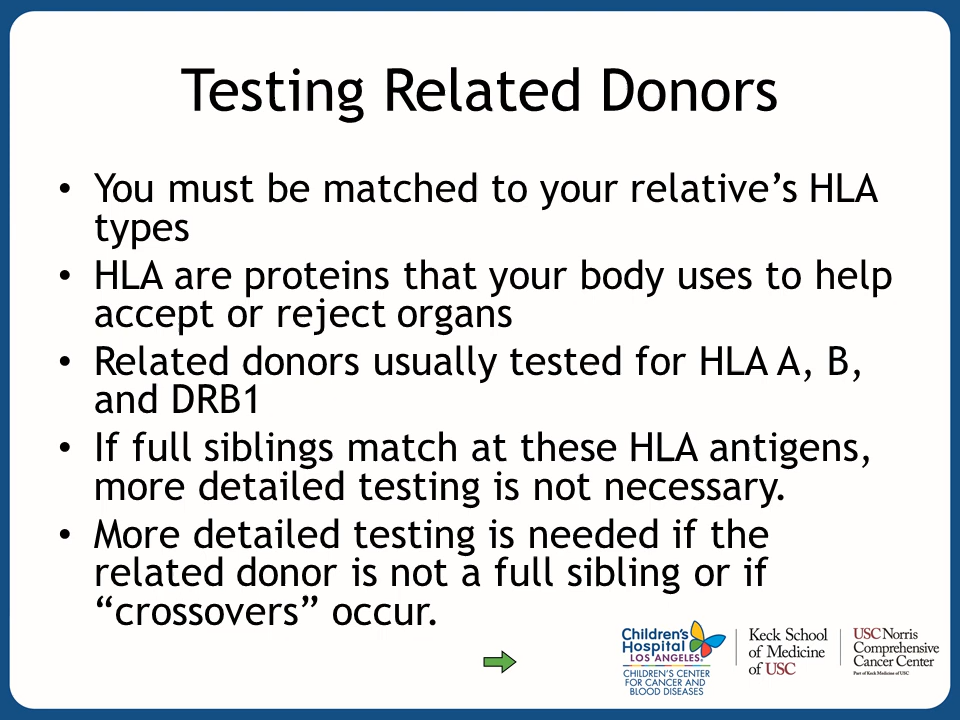 Testing Related Donors
• You must be matched to your relative’s HLA
types
• HLA are proteins that your body uses to help
accept or reject organs
• Related donors usually tested for HLA A, B,
and DRB1
• If full siblings match at these HLA antigens,
more detailed testing is not necessary.
• More detailed testing is needed if the
related donor is not a full sibling or if
“crossovers” occur.
Children's
Hospital
LOS ANGELES
CHILDREN'S CENTER
FOR CANCER AND
BLOOD DISEASES
Keck School
of Medicine
of USC
USC Norris
Comprehensive
Cancer Center
Part of Keck Medicine of USC